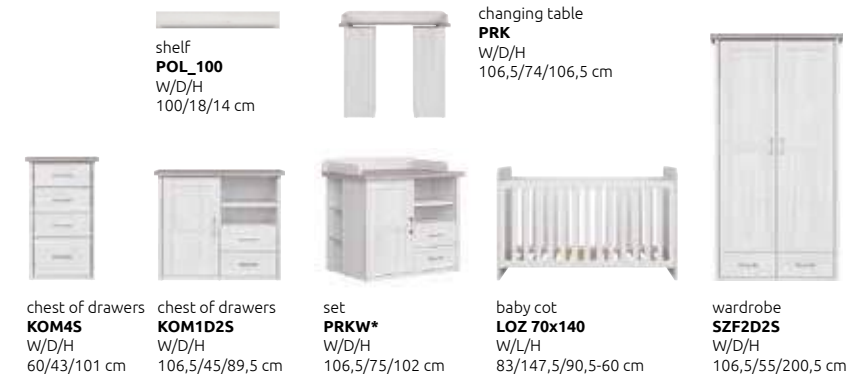 shelf
POL_100
W/D/H
100/18/14 cm
changing table
PRK
W/D/H
106,5/74/106,5 cm
chest of drawers
KOM4S
W/D/H
60/43/101 cm
chest of drawers
KOM1D2S
W/D/H
106,5/45/89,5 cm
set
PRKW*
W/D/H
106,5/75/102 cm
baby cot
LOZ 70x140
W/L/H
83/147,5/90,5-60 cm
wardrobe
SZF2D2S
W/D/H
106,5/55/200,5 cm